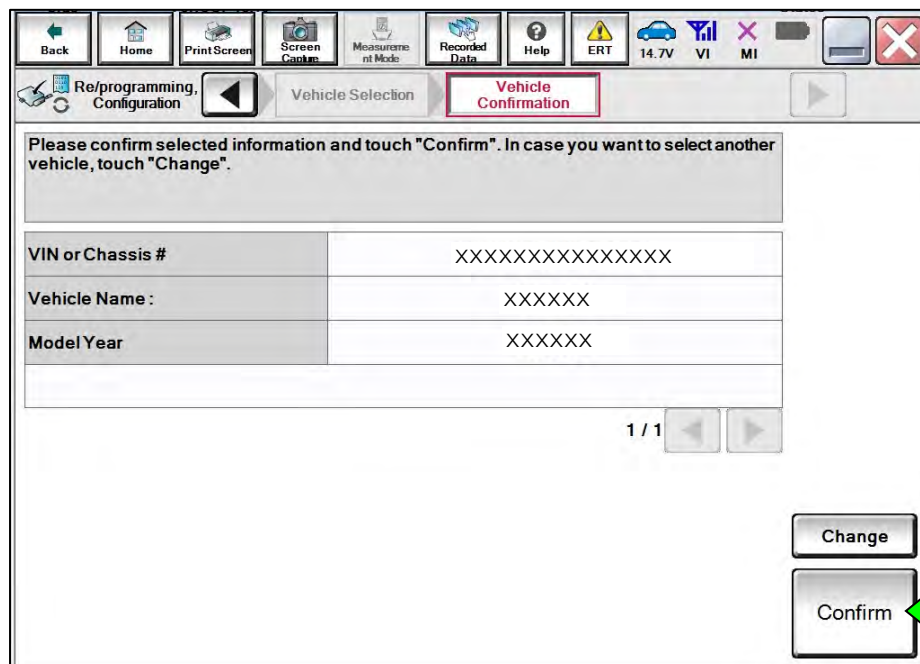 Back
Home
Print Screen
Screen Capture
Measurement Mode
Recorded Data
Help
ERT
14.7V
VI
MI
Re/programming, Configuration
Vehicle Selection
Vehicle Confirmation
Please confirm selected information and touch "Confirm". In case you want to select another
vehicle, touch "Change".
VIN or Chassis #
XXXXXXXXXXXXXXX
Vehicle Name :
XXXXXX
Model Year
XXXXXX
1 / 1
Change
Confirm